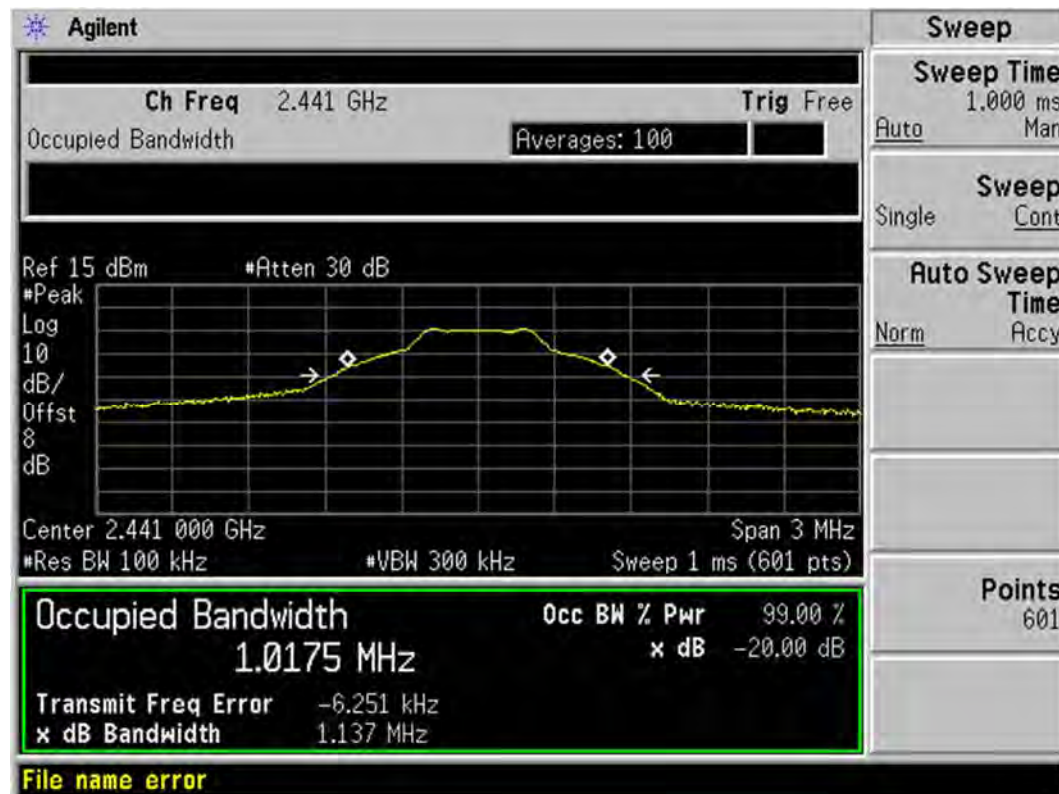 Agilent
Ch Freq 2.441 GHz Trig Free
Occupied Bandwidth Averages: 100
Ref 15 dBm #Atten 30 dB
#Peak
Log
10
dB/
Offst
8
dB
Center 2.441 000 GHz Span 3 MHz
#Res BW 100 kHz #VBW 300 kHz Sweep 1 ms (601 pts)
Occupied Bandwidth Occ BW % Pwr 99.00 %
1.0175 MHz x dB -20.00 dB
Transmit Freq Error -6.251 kHz
x dB Bandwidth 1.137 MHz
File name error
Sweep
Sweep Time
1.000 ms
Auto Man
Sweep
Single Cont
Auto Sweep
Time
Norm Accy
Points
601